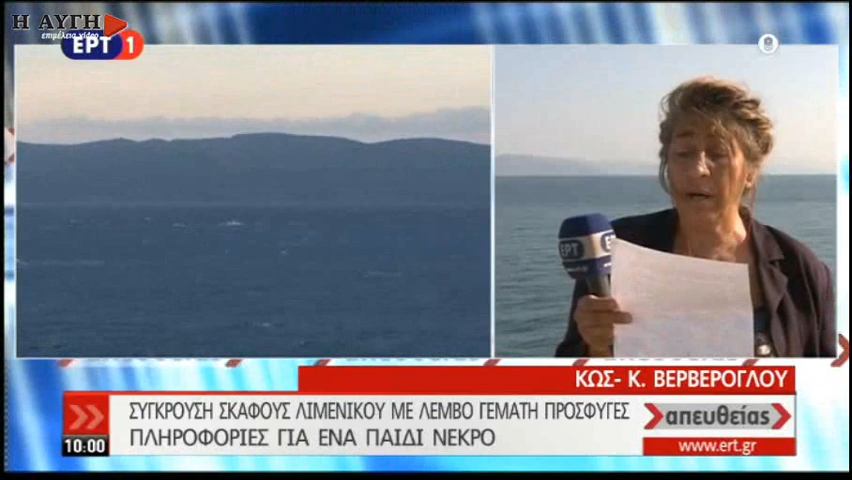 Η ΑΥΓΗ
επιμέλεια video
ΕΡΤ 1
ΕΡΤ
ΚΩΣ- Κ. ΒΕΡΒΕΡΟΓΛΟΥ
ΣΥΓΚΡΟΥΣΗ ΣΚΑΦΟΥΣ ΛΙΜΕΝΙΚΟΥ ΜΕ ΛΕΜΒΟ ΓΕΜΑΤΗ ΠΡΟΣΦΥΓΕΣ
απευθείας
10:00
ΠΛΗΡΟΦΟΡΙΕΣ ΓΙΑ ΕΝΑ ΠΑΙΔΙ ΝΕΚΡΟ
www.ert.gr